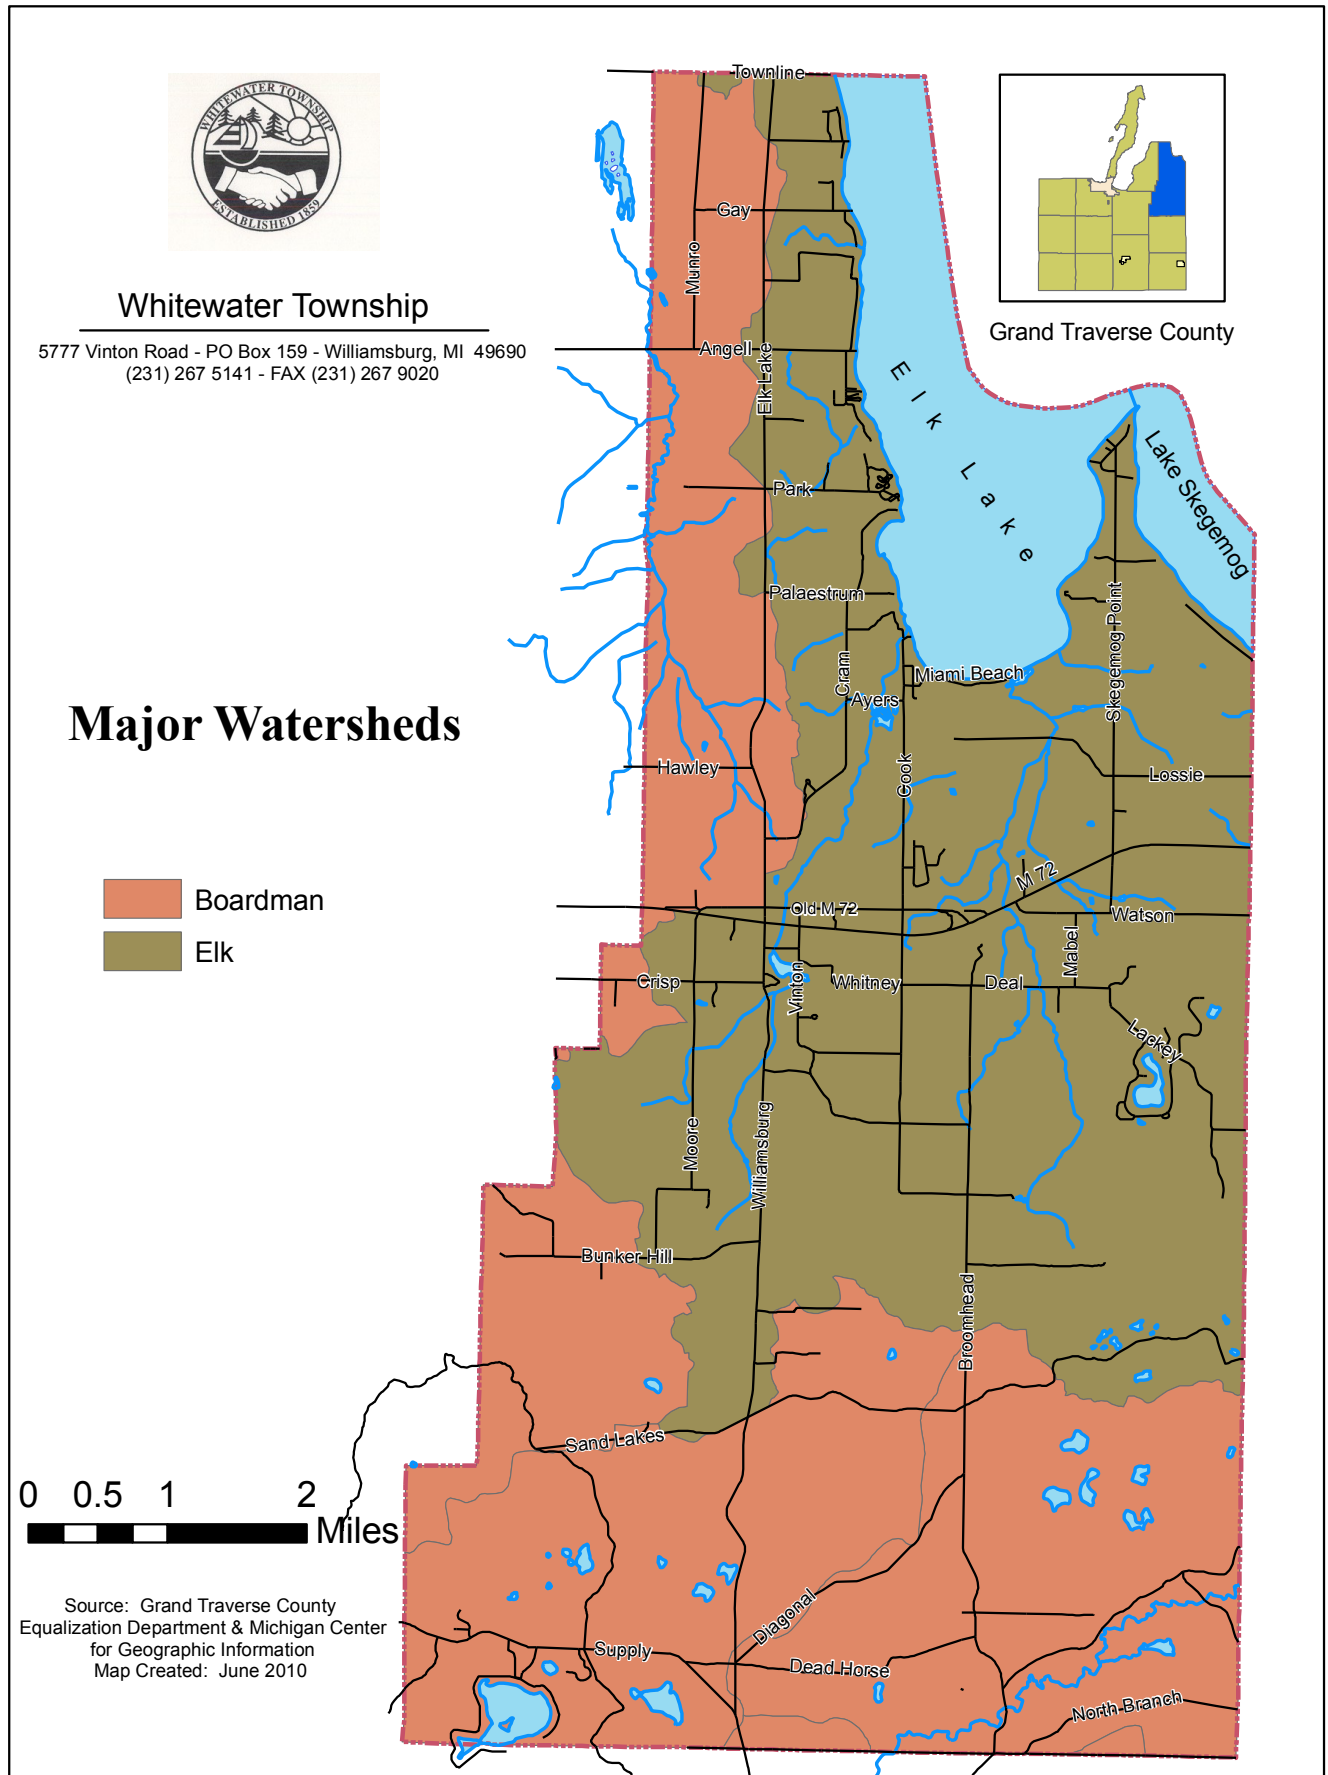 WHITEWATER TOWNSHIP
ESTABLISHED 1859
Whitewater Township
5777 Vinton Road - PO Box 159 - Williamsburg, MI 49690
(231) 267 5141 - FAX (231) 267 9020
Grand Traverse County
Major Watersheds
Boardman
Elk
Townline
Gay
Munro
Angell
Elk Lake
Elk Lake
Lake Skegemog
Park
Palaestrum
Skegemog Point
Cram
Miami Beach
Ayers
Hawley
Cook
Lossie
M 72
Old M 72
Watson
Mabel
Crisp
Vinton
Whitney
Deal
Lackey
Moore
Williamsburg
Bunker Hill
Broomhead
Sand Lakes
Diagonal
Supply
Dead Horse
North Branch
0 0.5 1 2
Miles
Source: Grand Traverse County
Equalization Department & Michigan Center
for Geographic Information
Map Created: June 2010